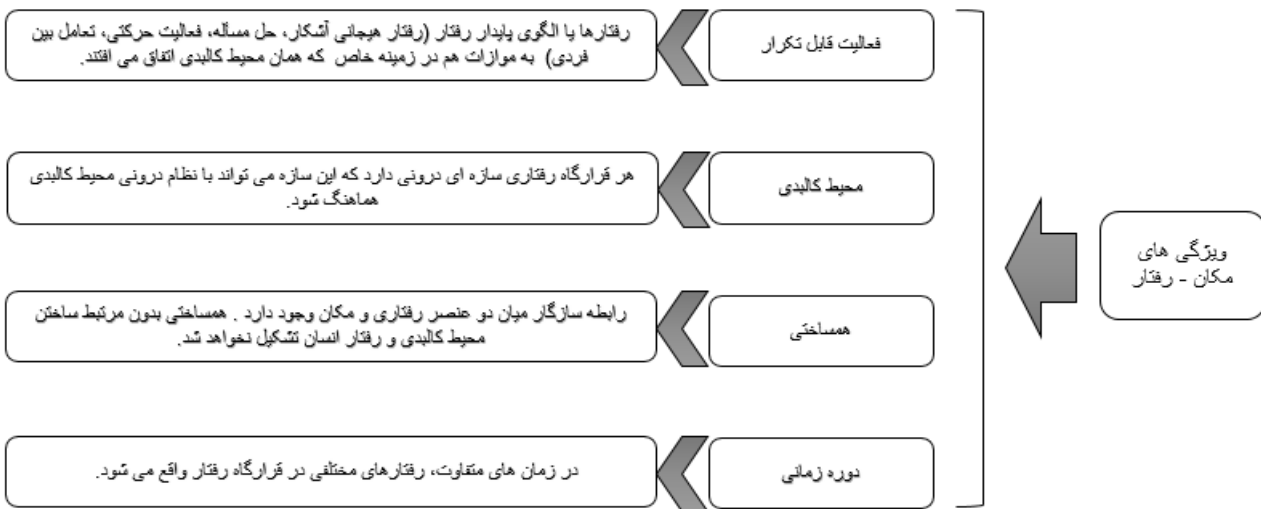 ویژگی های
مکان - رفتار
فعالیت قابل تکرار
رفتارها یا الگوی پایدار رفتار (رفتار هیجانی آشکار، حل مسأله، فعالیت حرکتی، تعامل بین
فردی) به موازات هم در زمینه خاص که همان محیط کالبدی اتفاق می افتند.
محیط کالبدی
هر قرارگاه رفتاری سازه ای درونی دارد که این سازه می تواند با نظام درونی محیط کالبدی
هماهنگ شود.
همساختی
رابطه سازگار میان دو عنصر رفتاری و مکان وجود دارد . همساختی بدون مرتبط ساختن
محیط کالبدی و رفتار انسان تشکیل نخواهد شد.
دوره زمانی
در زمان های متفاوت، رفتارهای مختلفی در قرارگاه رفتار واقع می شود.